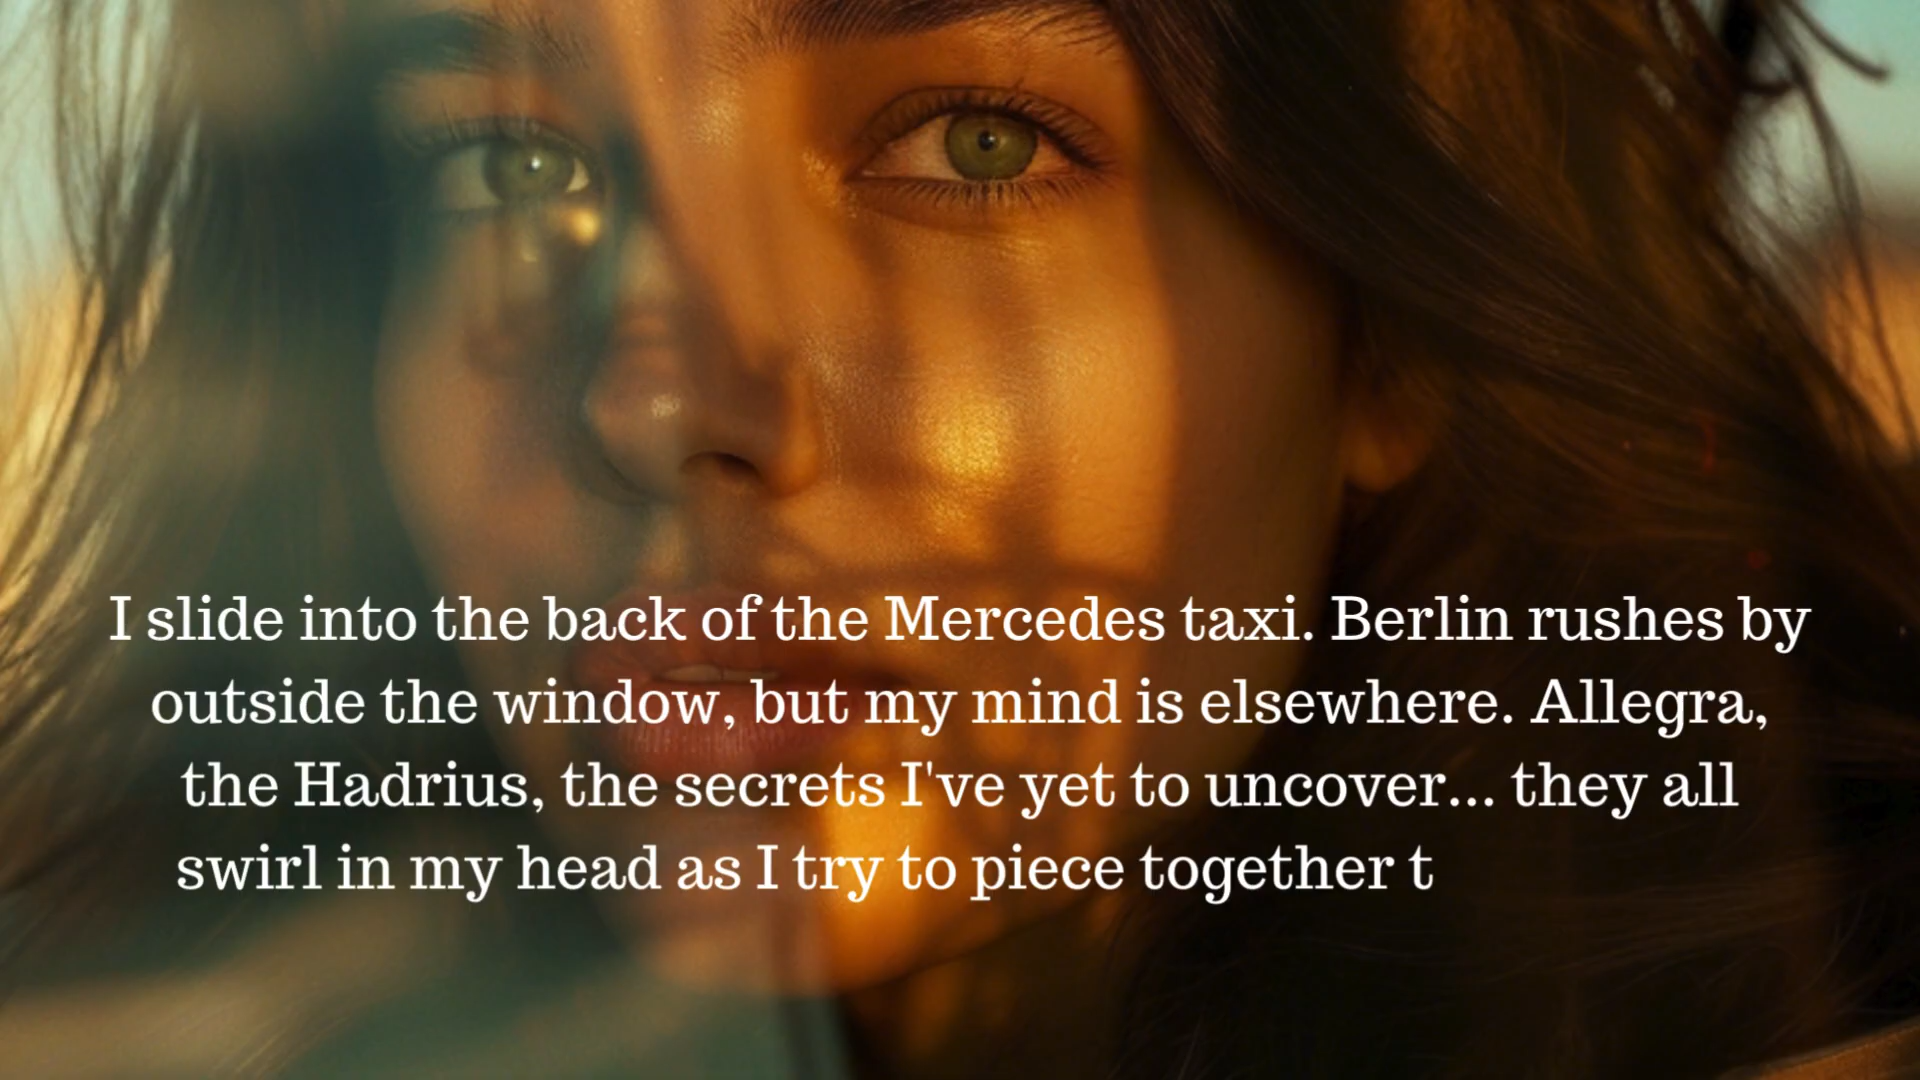 I slide into the back of the Mercedes taxi. Berlin rushes by
outside the window, but my mind is elsewhere. Allegra,
the Hadrius, the secrets I've yet to uncover... they all
swirl in my head as I try to piece together t